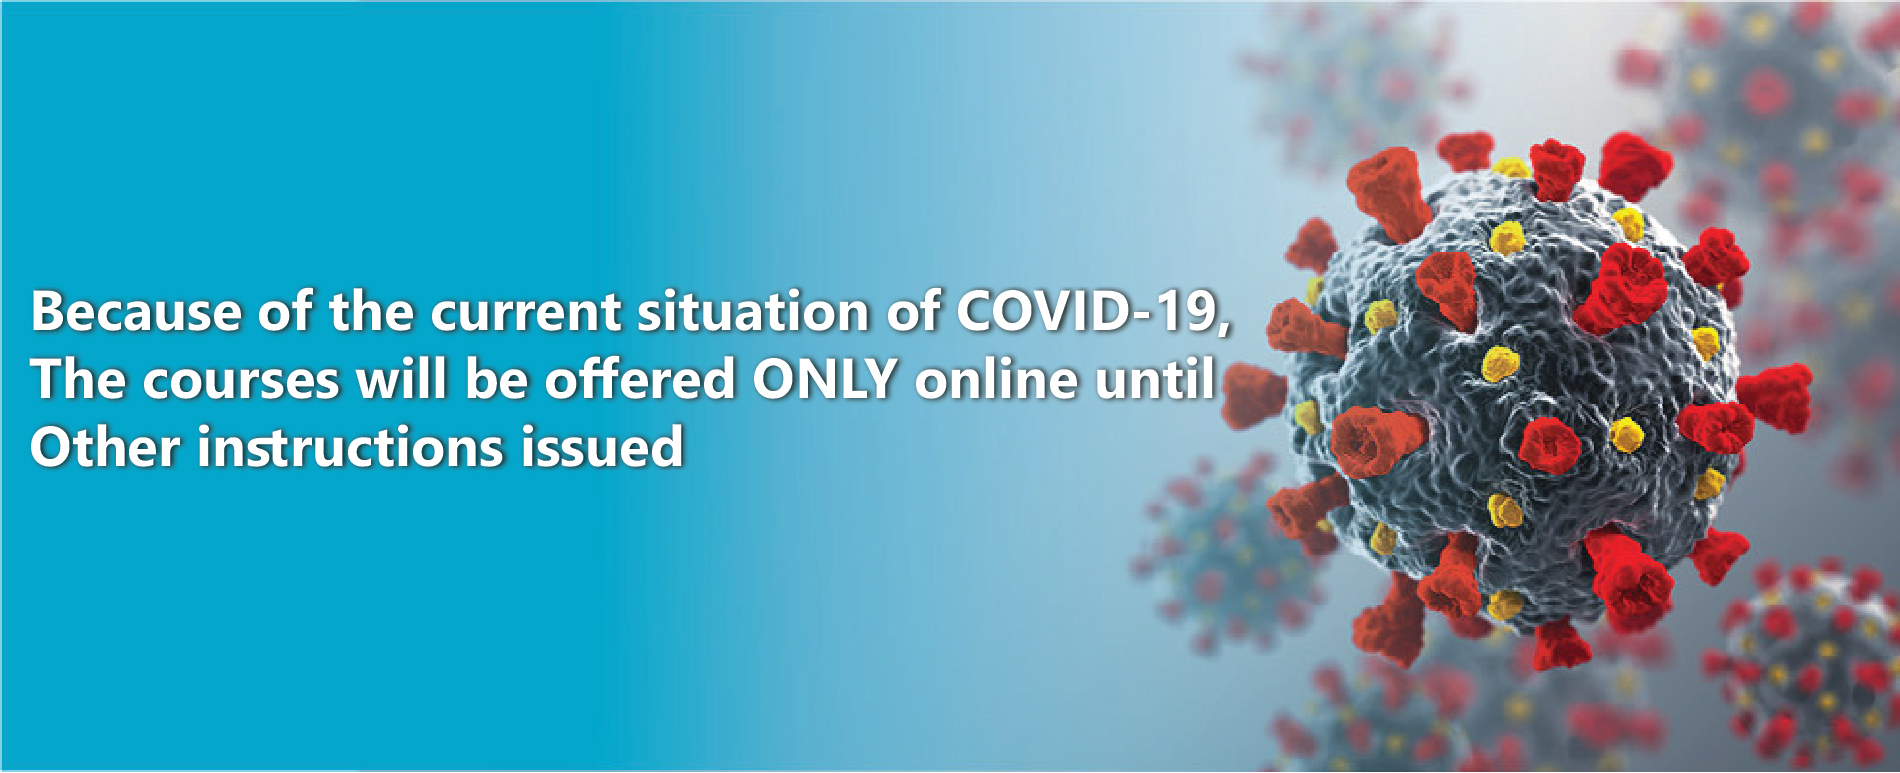 Because of the current situation of COVID-19,
The courses will be offered ONLY online until
Other instructions issued